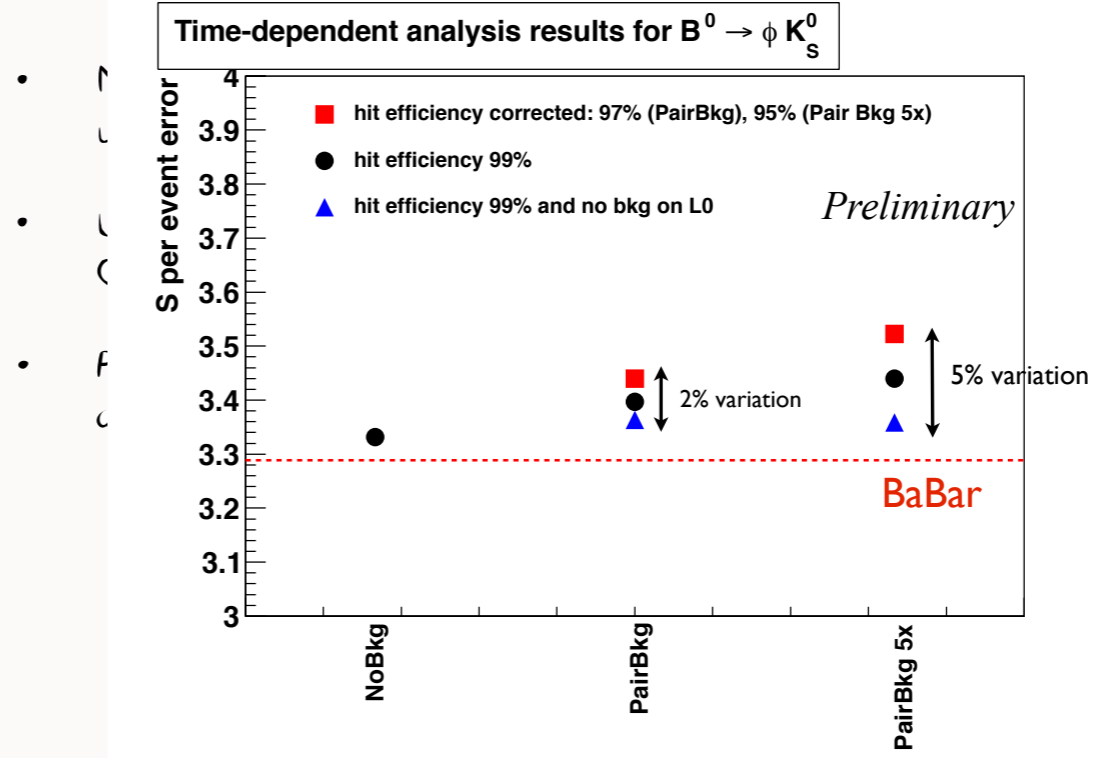 Time-dependent analysis results for B⁰ → ϕ K⁰_S
S per event error
4
3.9
3.8
3.7
3.6
3.5
3.4
3.3
3.2
3.1
3
hit efficiency corrected: 97% (PairBkg), 95% (Pair Bkg 5x)
hit efficiency 99%
hit efficiency 99% and no bkg on L0
Preliminary
2% variation
5% variation
BaBar
NoBkg
PairBkg
PairBkg 5x